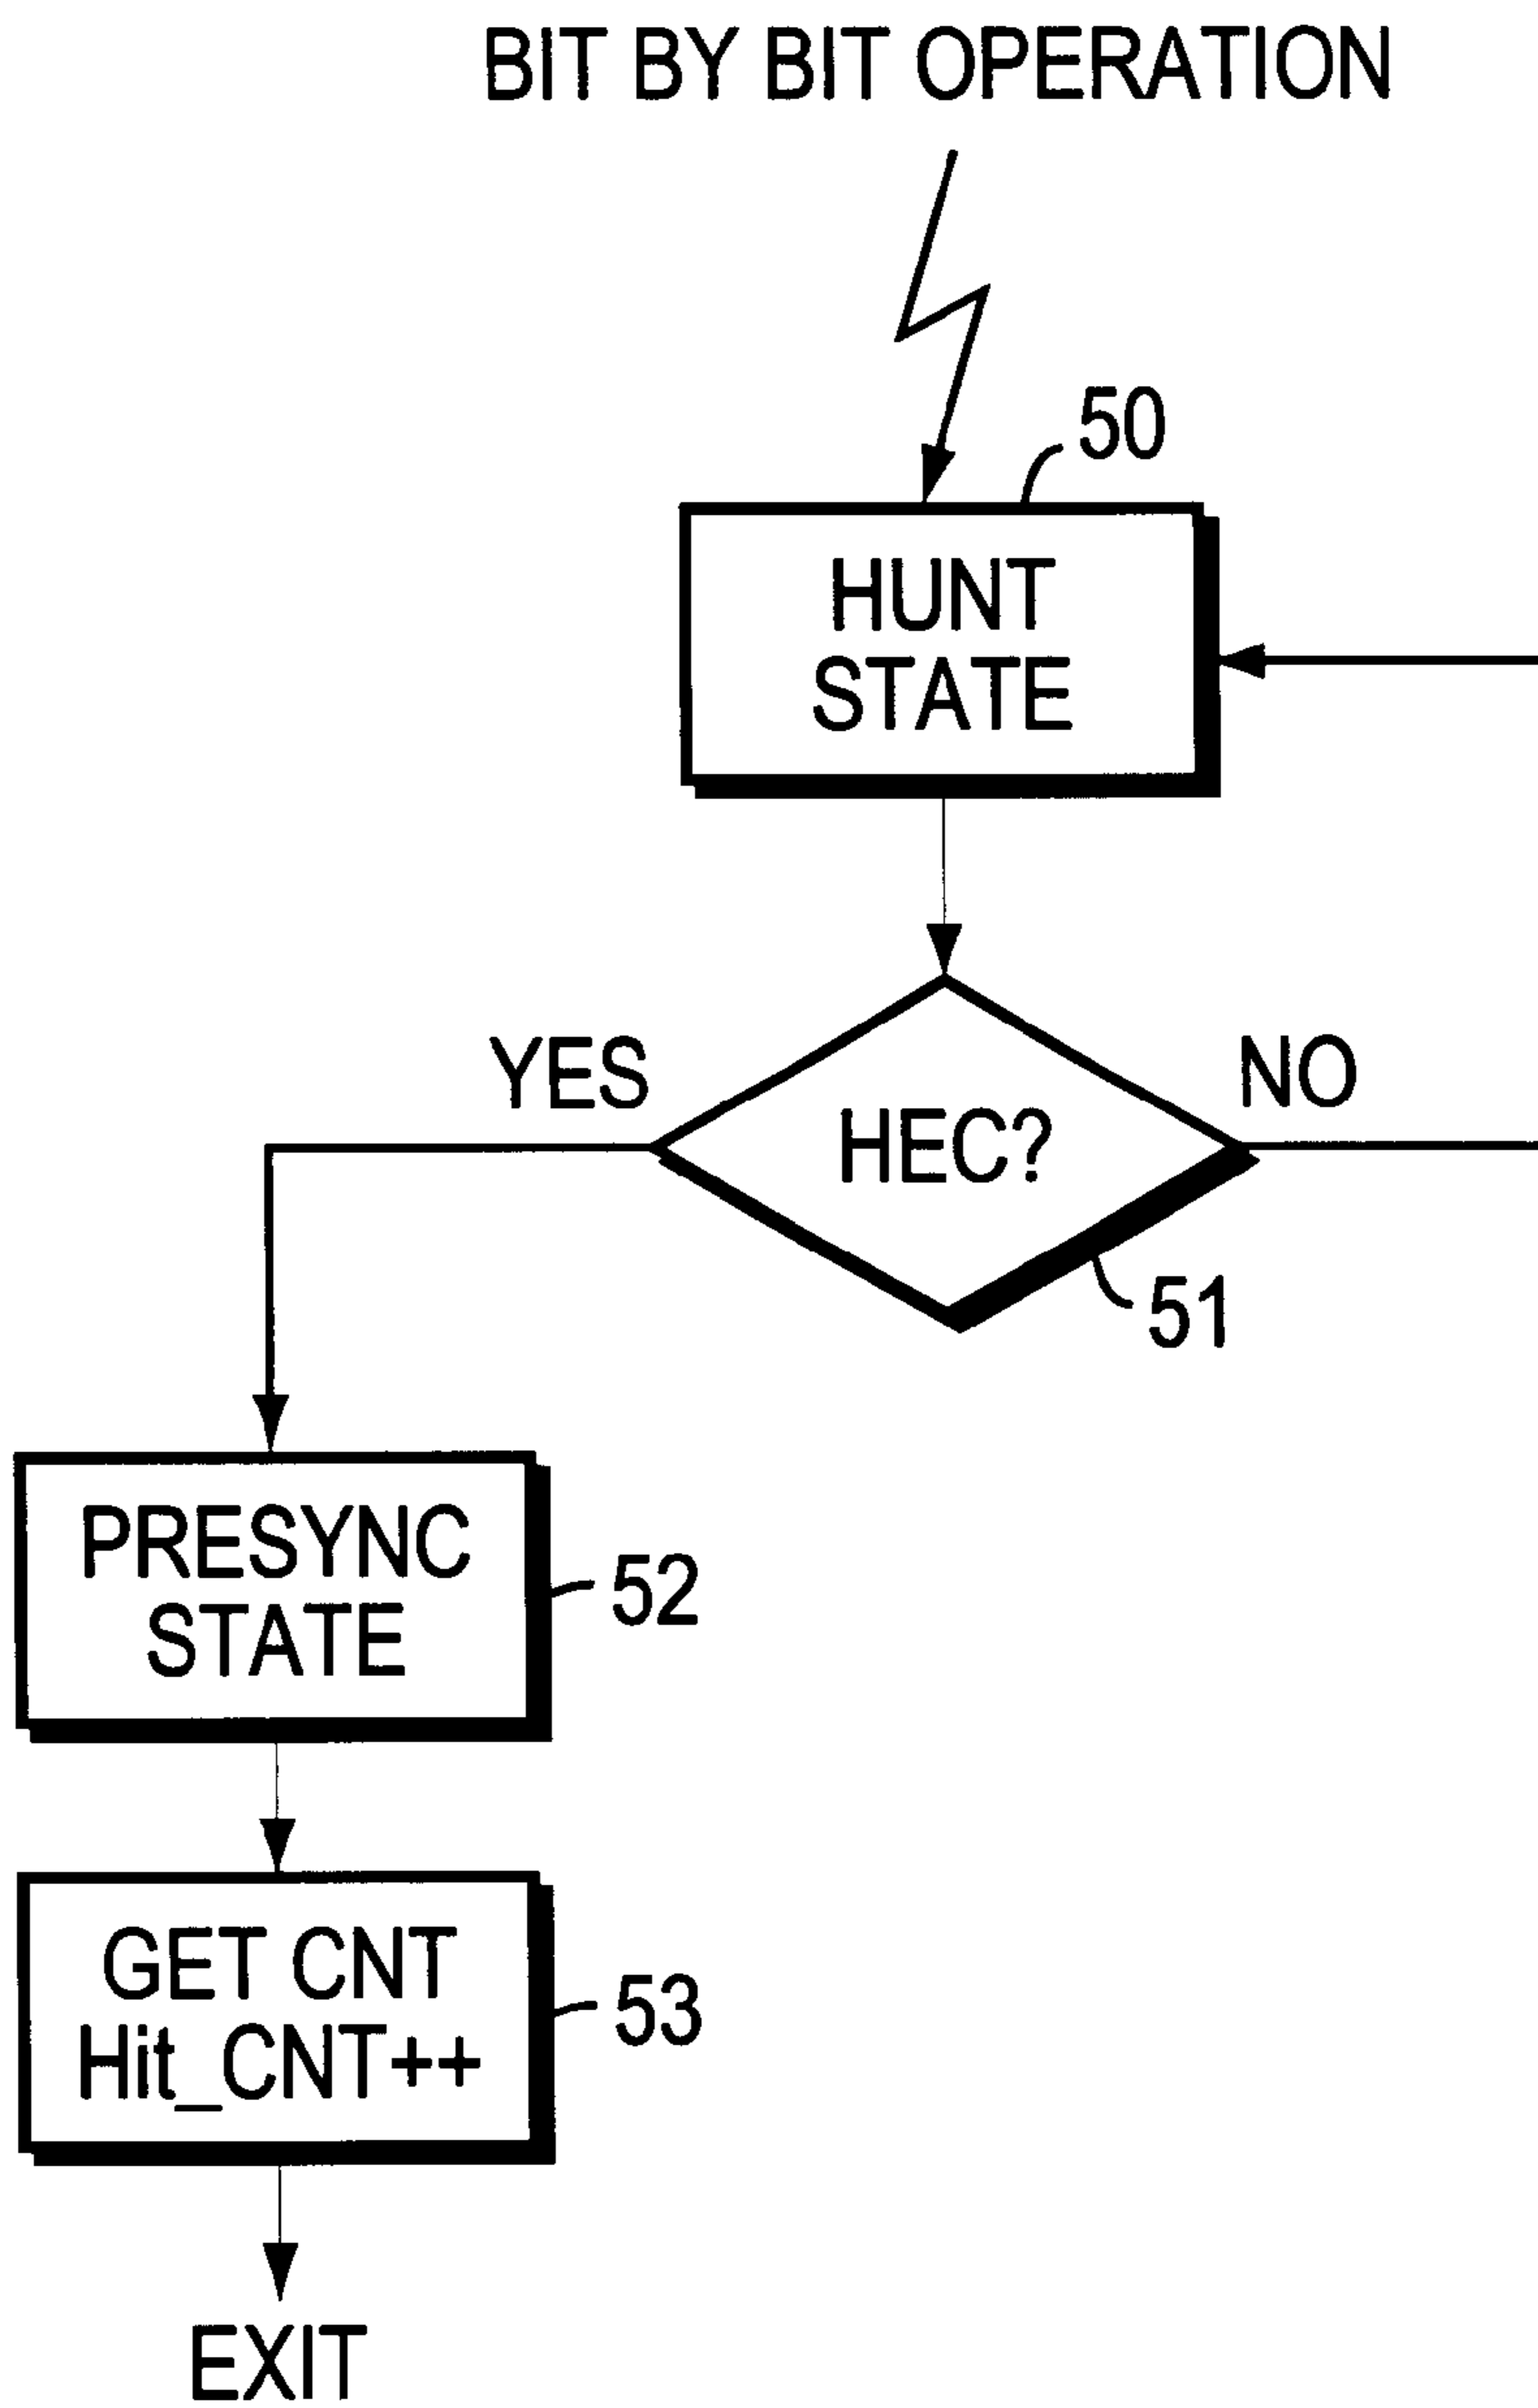 BIT BY BIT OPERATION
50
HUNT
STATE
YES
NO
HEC?
51
PRESYNC
STATE
52
GET CNT
Hit_CNT++
53
EXIT